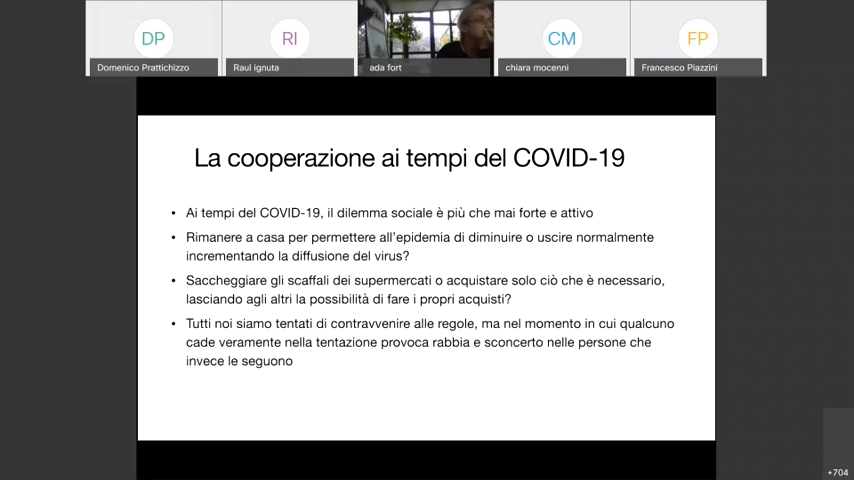 DP
RI
CM
FP
Domenico Prattichizzo
Raul ignuta
ada fort
chiara mocenni
Francesco Piazzini
La cooperazione ai tempi del COVID-19
• Ai tempi del COVID-19, il dilemma sociale è più che mai forte e attivo
• Rimanere a casa per permettere all'epidemia di diminuire o uscire normalmente
incrementando la diffusione del virus?
• Saccheggiare gli scaffali dei supermercati o acquistare solo ciò che è necessario,
lasciando agli altri la possibilità di fare i propri acquisti?
• Tutti noi siamo tentati di contravvenire alle regole, ma nel momento in cui qualcuno
cade veramente nella tentazione provoca rabbia e sconcerto nelle persone che
invece le seguono
+704